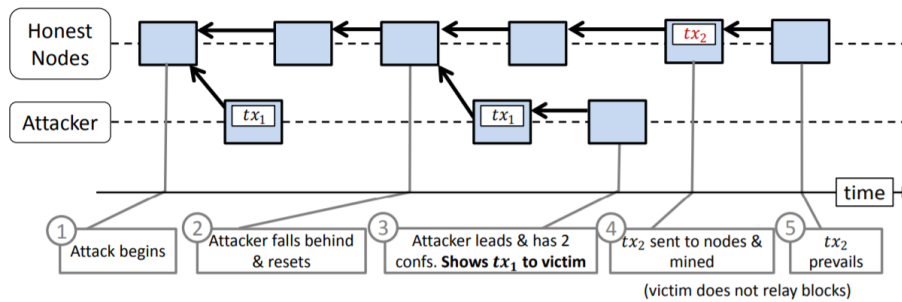 Honest
Nodes
tx₂
tx₁
tx₁
Attacker
time
1
Attack begins
2
Attacker falls behind
& resets
3
Attacker leads & has 2
confs. Shows tx₁ to victim
4
tx₂ sent to nodes &
mined
5
tx₂
prevails
(victim does not relay blocks)